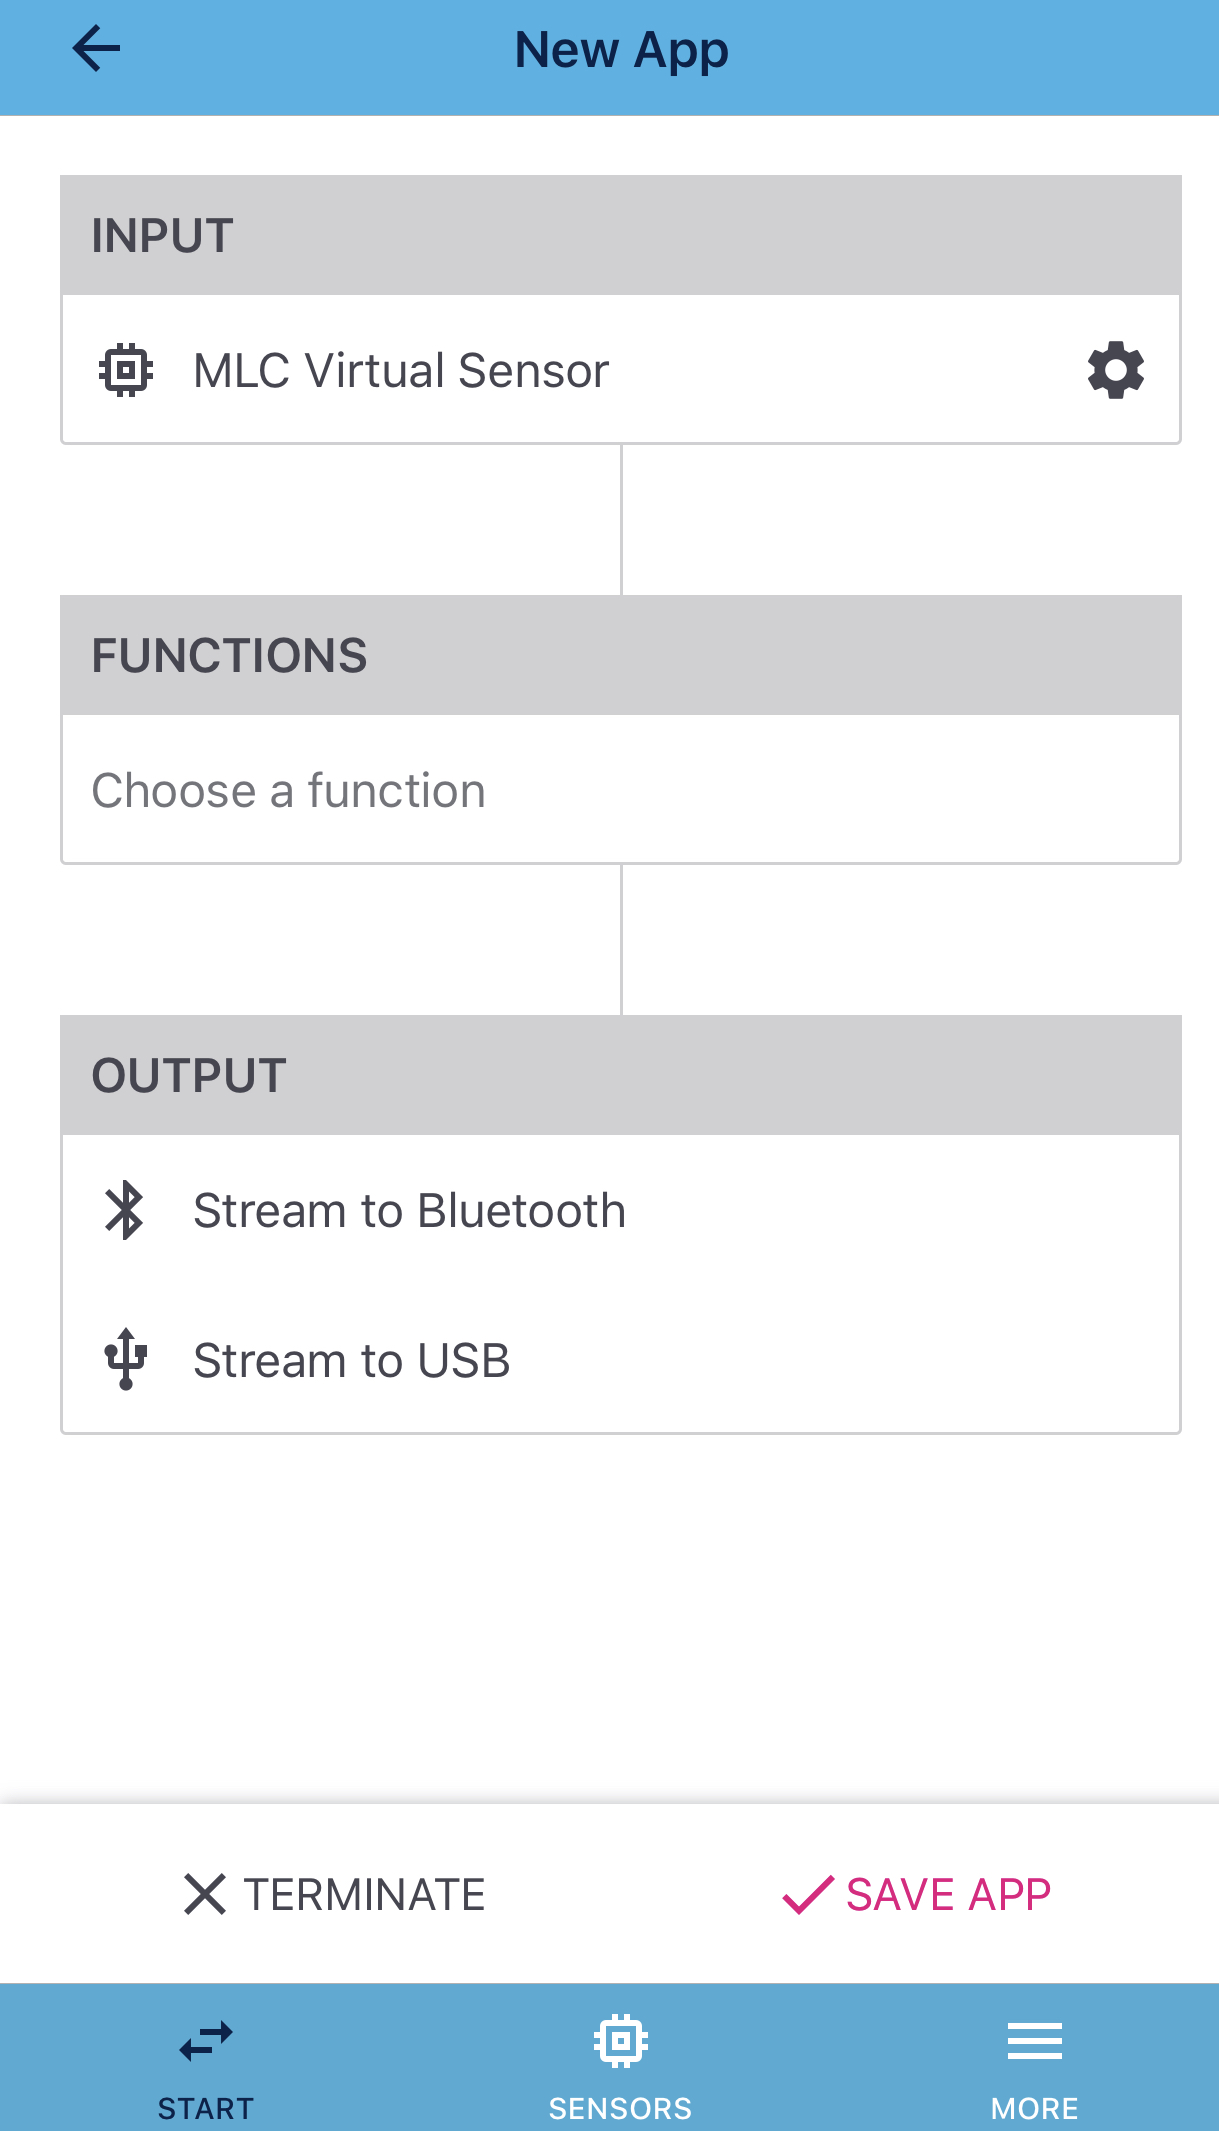 New App
INPUT
MLC Virtual Sensor
FUNCTIONS
Choose a function
OUTPUT
Stream to Bluetooth
Stream to USB
TERMINATE
SAVE APP
START
SENSORS
MORE